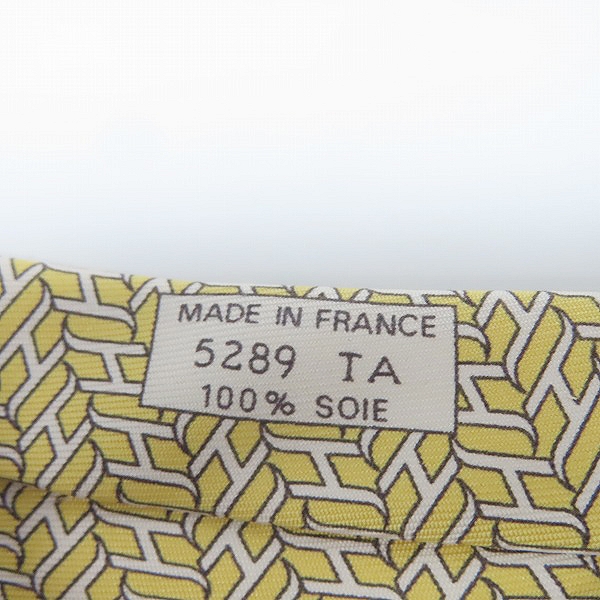 MADE IN FRANCE
5289 TA
100% SOIE